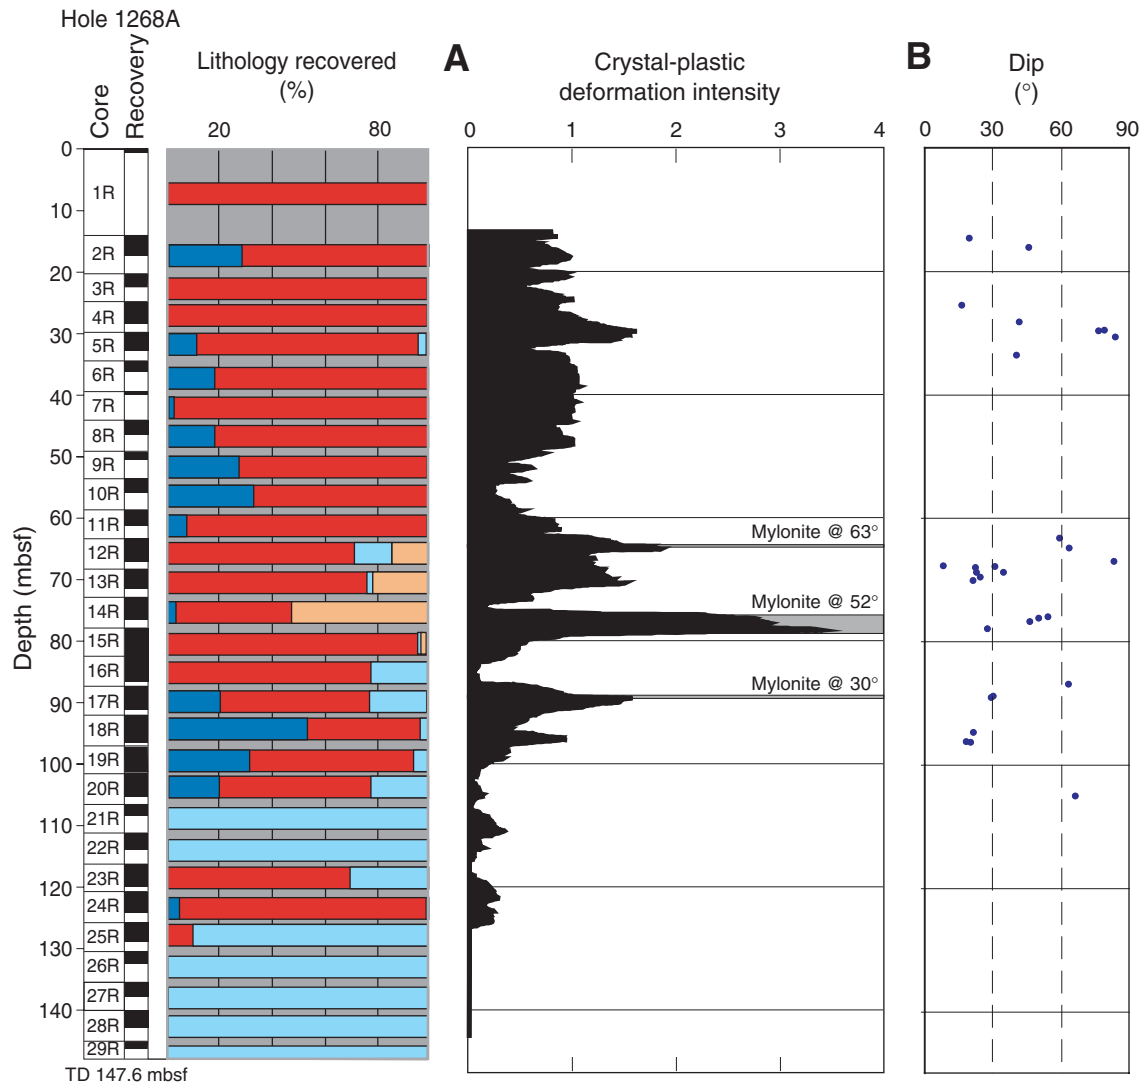 Hole 1268A
Core
Recovery
Lithology recovered
(%)
20 80
A
Crystal-plastic
deformation intensity
0 1 2 3 4
B
Dip
(°)
0 30 60 90
Depth (mbsf)
0
10
20
30
40
50
60
70
80
90
100
110
120
130
140
1R
2R
3R
4R
5R
6R
7R
8R
9R
10R
11R
12R
13R
14R
15R
16R
17R
18R
19R
20R
21R
22R
23R
24R
25R
26R
27R
28R
29R
Mylonite @ 63°
Mylonite @ 52°
Mylonite @ 30°
TD 147.6 mbsf